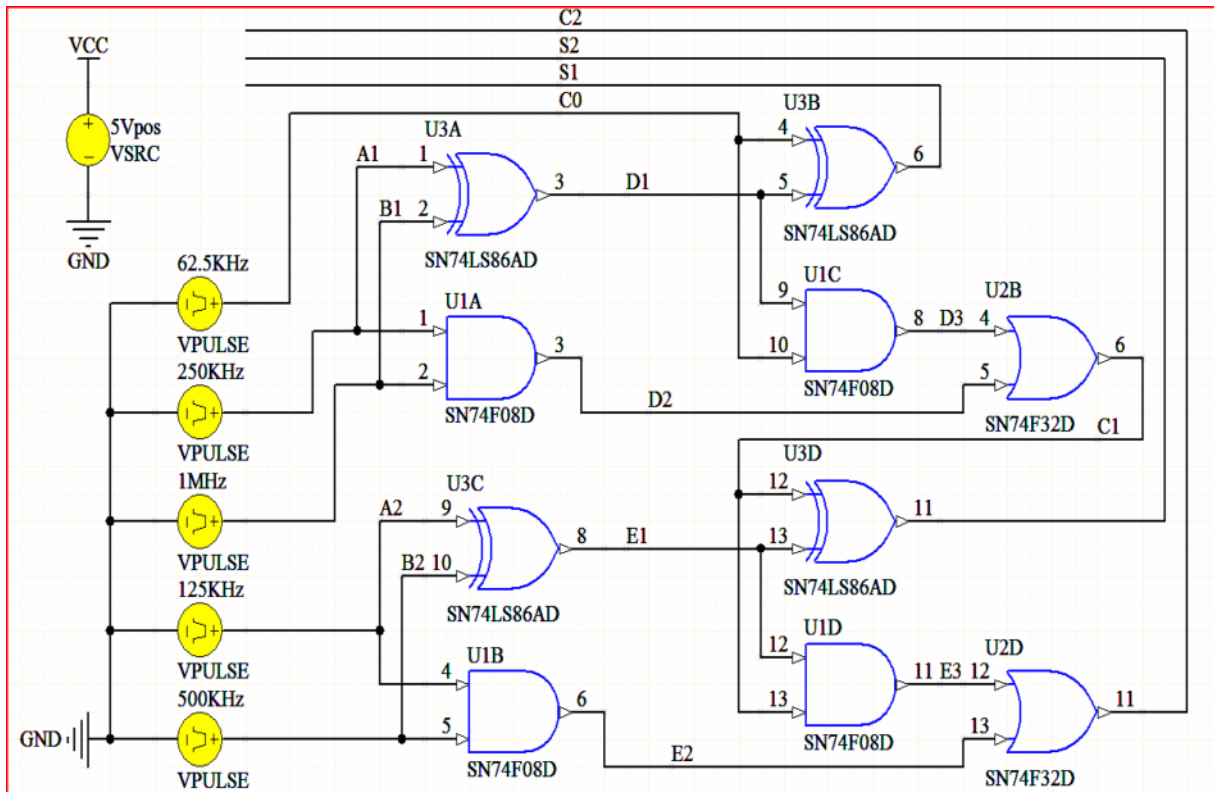 C2
VCC
S2
S1
C0
5Vpos
VSRC
GND
U3A
A1 1
B1 2
3 D1
SN74LS86AD
U3B
4
5
6
SN74LS86AD
62.5KHz
VPULSE
U1A
1
2
3
SN74F08D
D2
U1C
9
10
8 D3
SN74F08D
U2B
4
5
6
SN74F32D
C1
250KHz
VPULSE
1MHz
VPULSE
U3C
A2 9
B2 10
8 E1
SN74LS86AD
U3D
12
13
11
SN74LS86AD
125KHz
VPULSE
U1B
4
5
6
SN74F08D
E2
U1D
12
13
11 E3
SN74F08D
U2D
12
13
11
SN74F32D
500KHz
GND
VPULSE